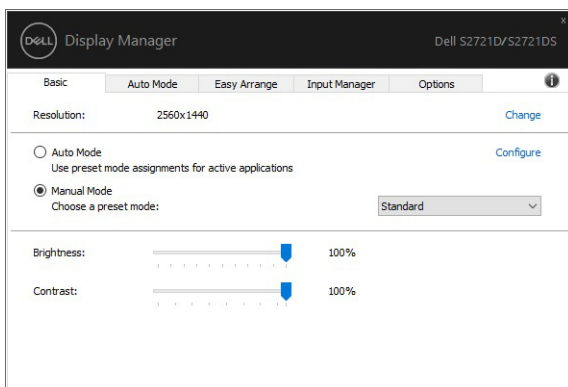 DELL Display Manager Dell S2721D/S2721DS
Basic Auto Mode Easy Arrange Input Manager Options
Resolution: 2560x1440 Change
Auto Mode Configure
Use preset mode assignments for active applications
Manual Mode
Choose a preset mode: Standard
Brightness: 100%
Contrast: 100%